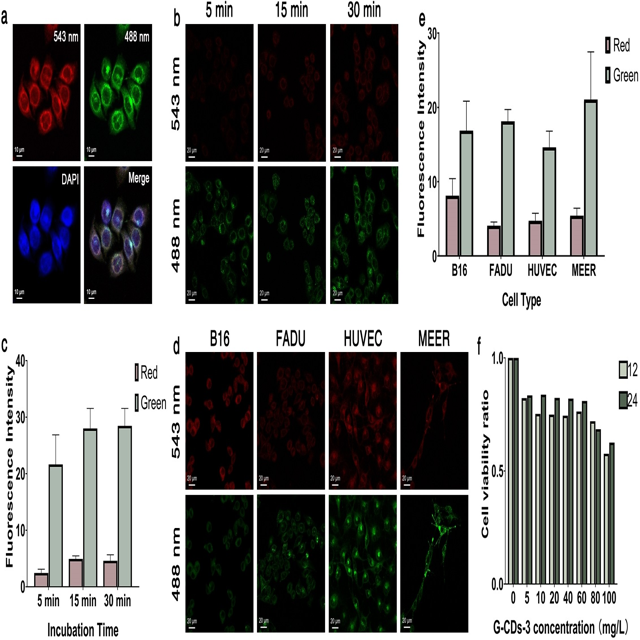 a
543 nm
488 nm
10 μm
10 μm
DAPI
Merge
10 μm
10 μm
b
5 min
15 min
30 min
543 nm
20 μm
20 μm
20 μm
488 nm
20 μm
20 μm
20 μm
e
Fluorescence Intensity
30
20
10
0
Red
Green
B16
FADU
HUVEC
MEER
Cell Type
c
Fluorescence Intensity
40
30
20
10
0
Red
Green
5 min
15 min
30 min
Incubation Time
d
B16
FADU
HUVEC
MEER
543 nm
20 μm
20 μm
20 μm
20 μm
488 nm
20 μm
20 μm
20 μm
20 μm
f
Cell viability ratio
1.0
0.5
0.0
12
24
0
5
10
20
40
60
80
100
G-CDs-3 concentration (mg/L)